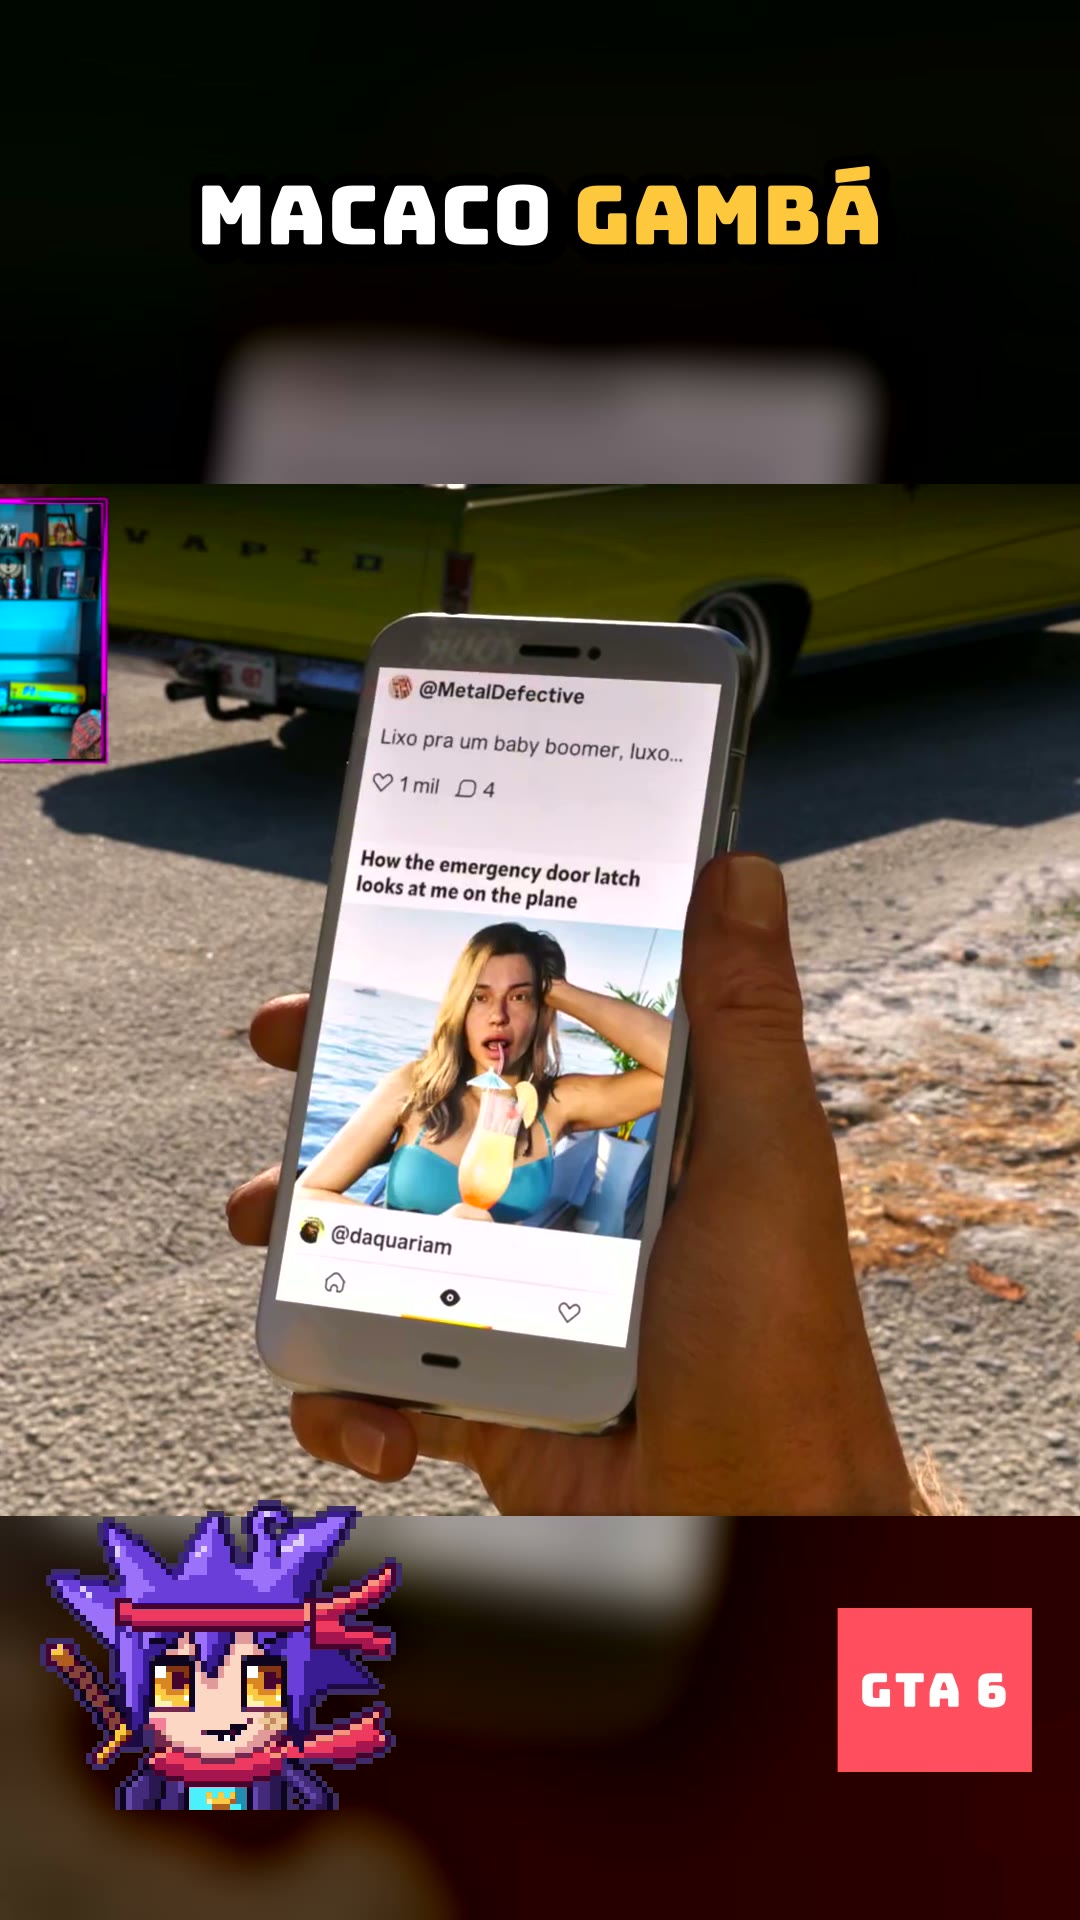 MACACO GAMBÁ
VAPID
@MetalDefective
Lixo pra um baby boomer, luxo...
1 mil 4
How the emergency door latch
looks at me on the plane
@daquariam
GTA 6